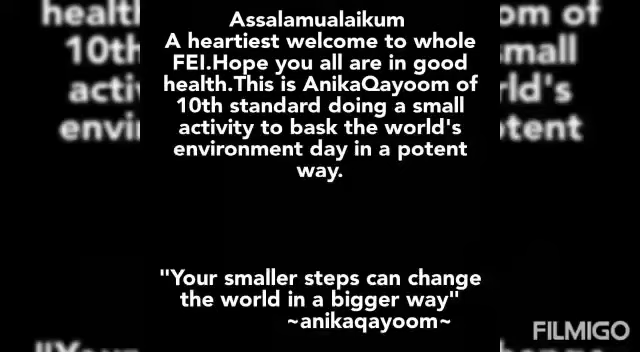 Assalamualaikum
A heartiest welcome to whole
FEI.Hope you all are in good
health.This is AnikaQayoom of
10th standard doing a small
activity to bask the world's
environment day in a potent
way.
"Your smaller steps can change
the world in a bigger way"
~anikaqayoom~
FILMIGO